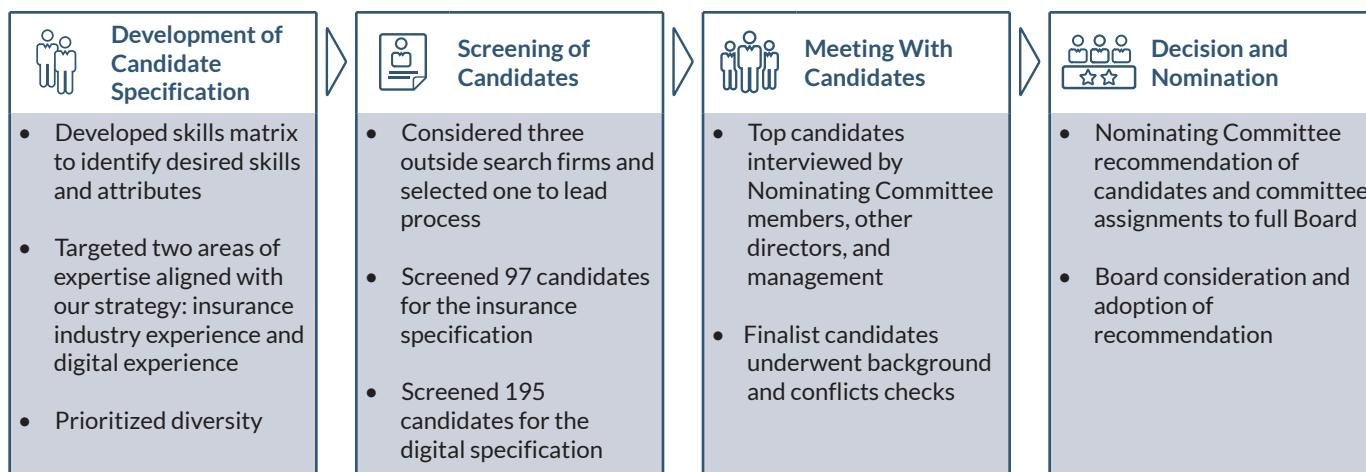 Development of
Candidate
Specification
• Developed skills matrix
to identify desired skills
and attributes
• Targeted two areas of
expertise aligned with
our strategy: insurance
industry experience and
digital experience
• Prioritized diversity
Screening of
Candidates
• Considered three
outside search firms and
selected one to lead
process
• Screened 97 candidates
for the insurance
specification
• Screened 195
candidates for the
digital specification
Meeting With
Candidates
• Top candidates
interviewed by
Nominating Committee
members, other
directors, and
management
• Finalist candidates
underwent background
and conflicts checks
Decision and
Nomination
• Nominating Committee
recommendation of
candidates and committee
assignments to full Board
• Board consideration and
adoption of
recommendation